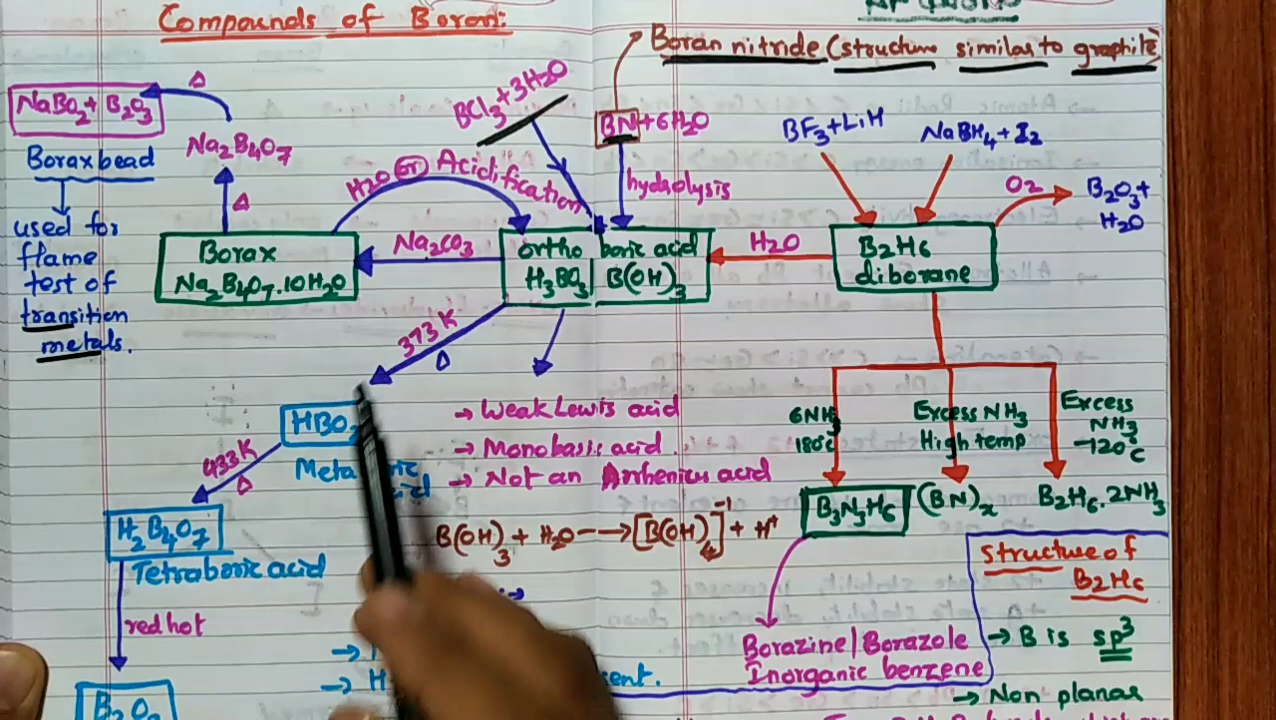 Compounds of Boron:
Boran nitride (structure similar to graphite)
NaBO2 + B2O3
Δ
BCl3+3H2O
BN+6H2O
BF3+LiH
NaBH4+I2
Borax bead
Na2B4O7
H2O or Acidification
hydrolysis
O2
B2O3+
H2O
used for
flame
test of
transition
metals.
Δ
Borax
Na2B4O7.10H2O
Na2CO3
ortho boric acid
H3BO3 | B(OH)3
H2O
B2H6
diborane
373K
Δ
HBO2
→ Weak Lewis acid
→ Monobasic acid.
→ Not an Arrhenius acid
433K
Δ
H2B4O7
Tetraboric acid
B(OH)3 + H2O → [B(OH)4]-1 + H+
6NH3
180°C
Excess NH3
High temp
Excess
NH3
-120°C
B3N3H6
(BN)x
B2H6.2NH3
red hot
Borazine/Borazole
Inorganic benzene
Structure of
B2H6
→ B is sp3
→ Non planar